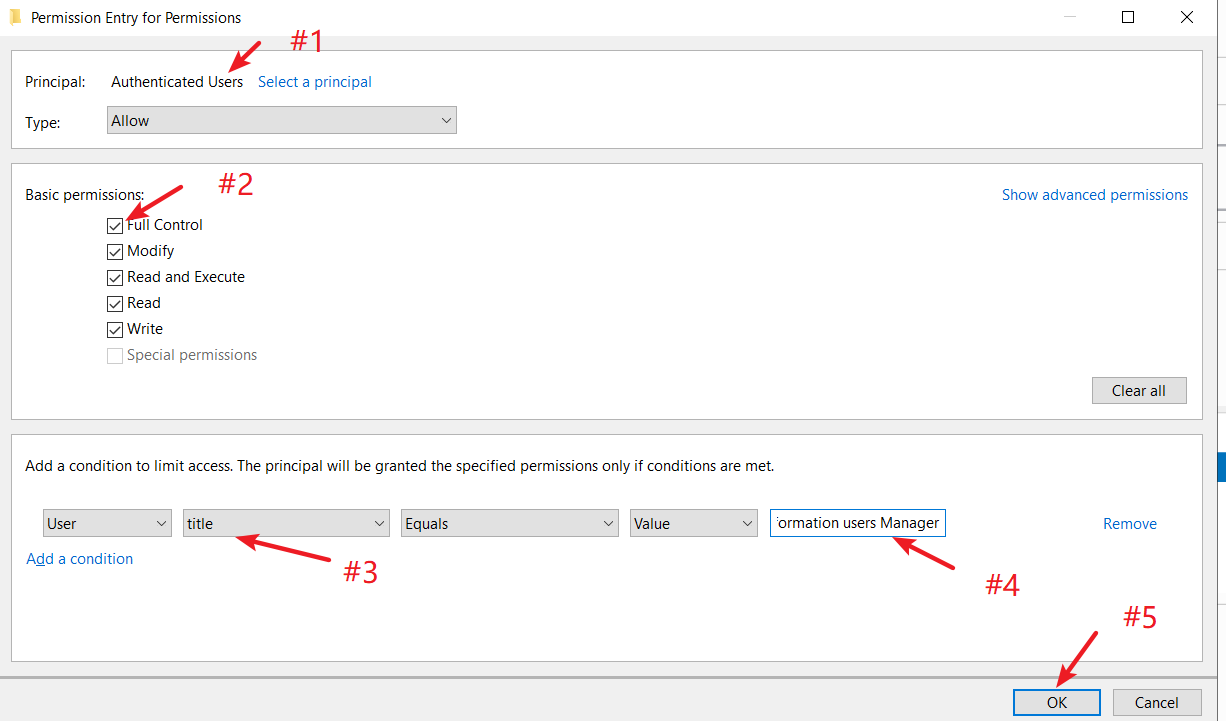 Permission Entry for Permissions
#1
Principal: Authenticated Users Select a principal
Type: Allow
#2
Basic permissions: Show advanced permissions
Full Control
Modify
Read and Execute
Read
Write
Special permissions
Clear all
Add a condition to limit access. The principal will be granted the specified permissions only if conditions are met.
User title Equals Value formation users Manager Remove
Add a condition
#3
#4
#5
OK Cancel